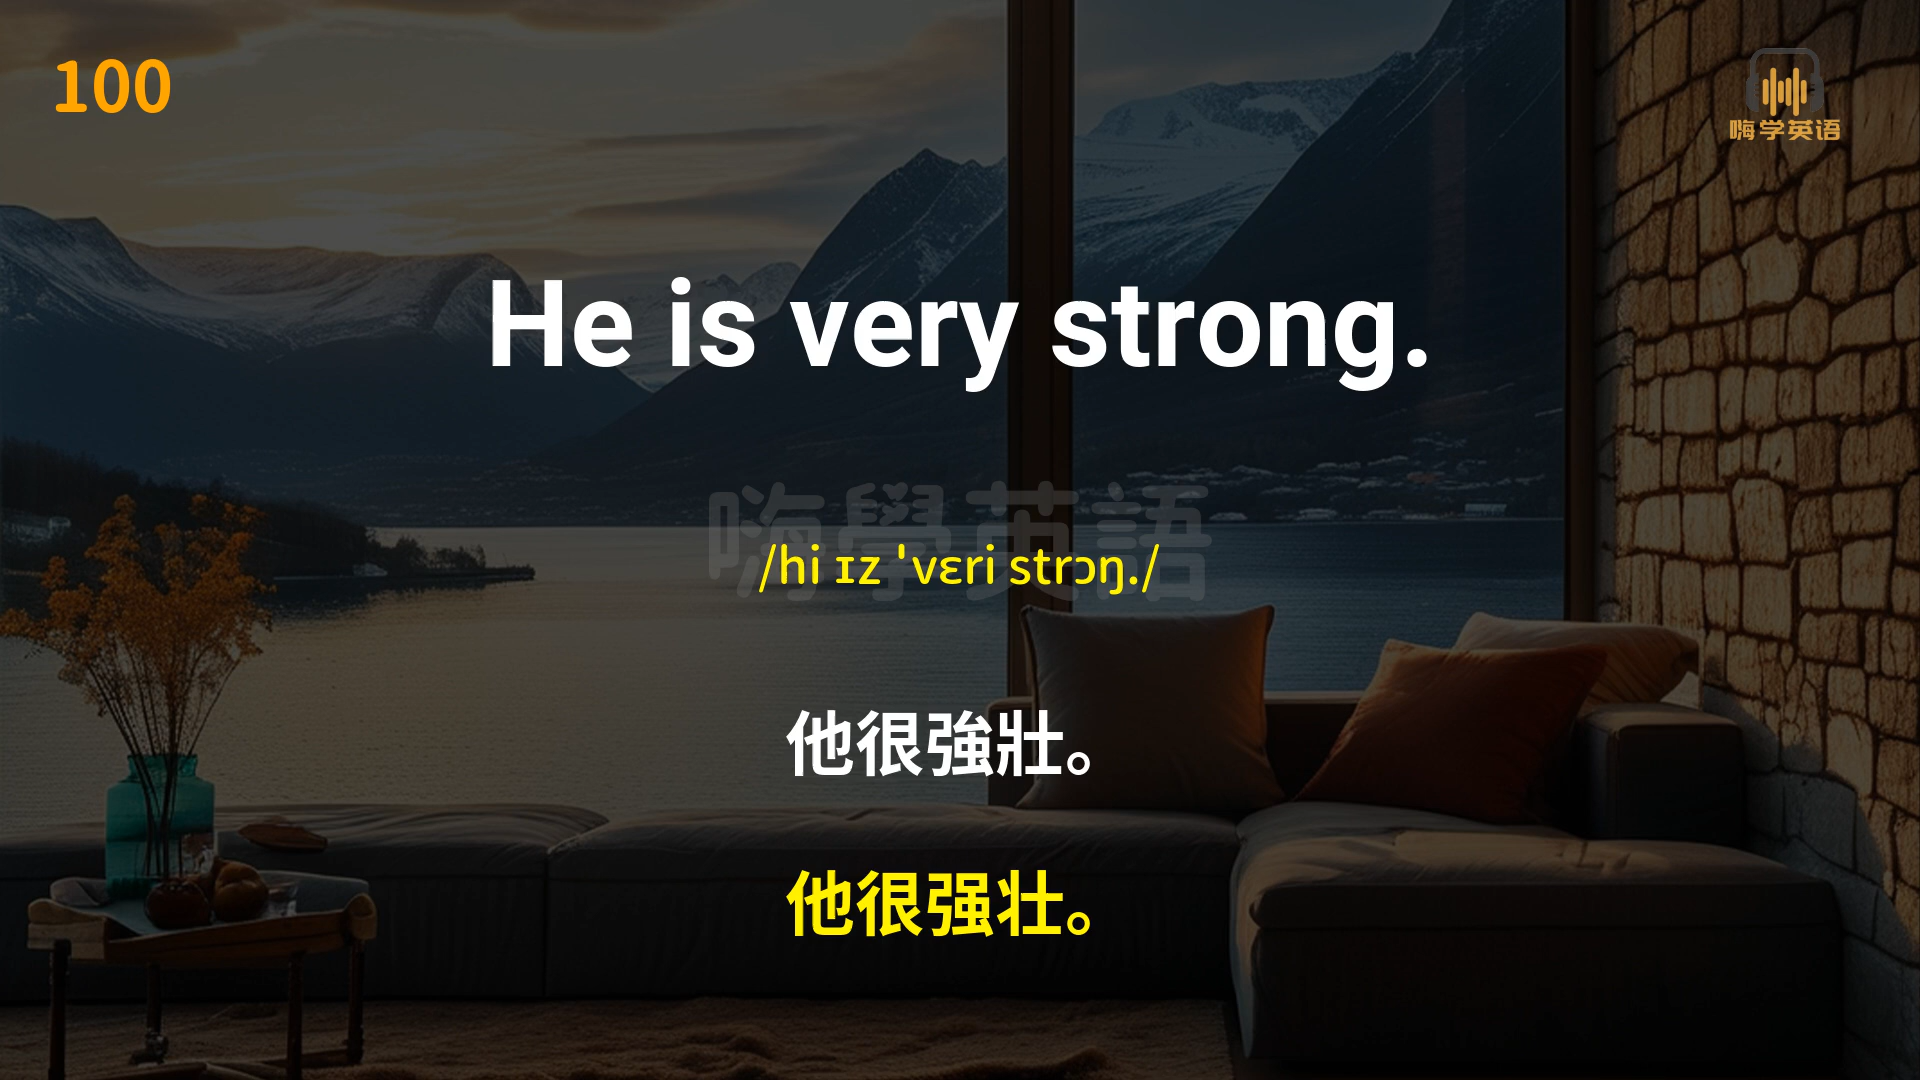 100
嗨学英语
He is very strong.
嗨學英語
/hi ɪz ˈvɛri strɔŋ./
他很強壯。
他很强壮。